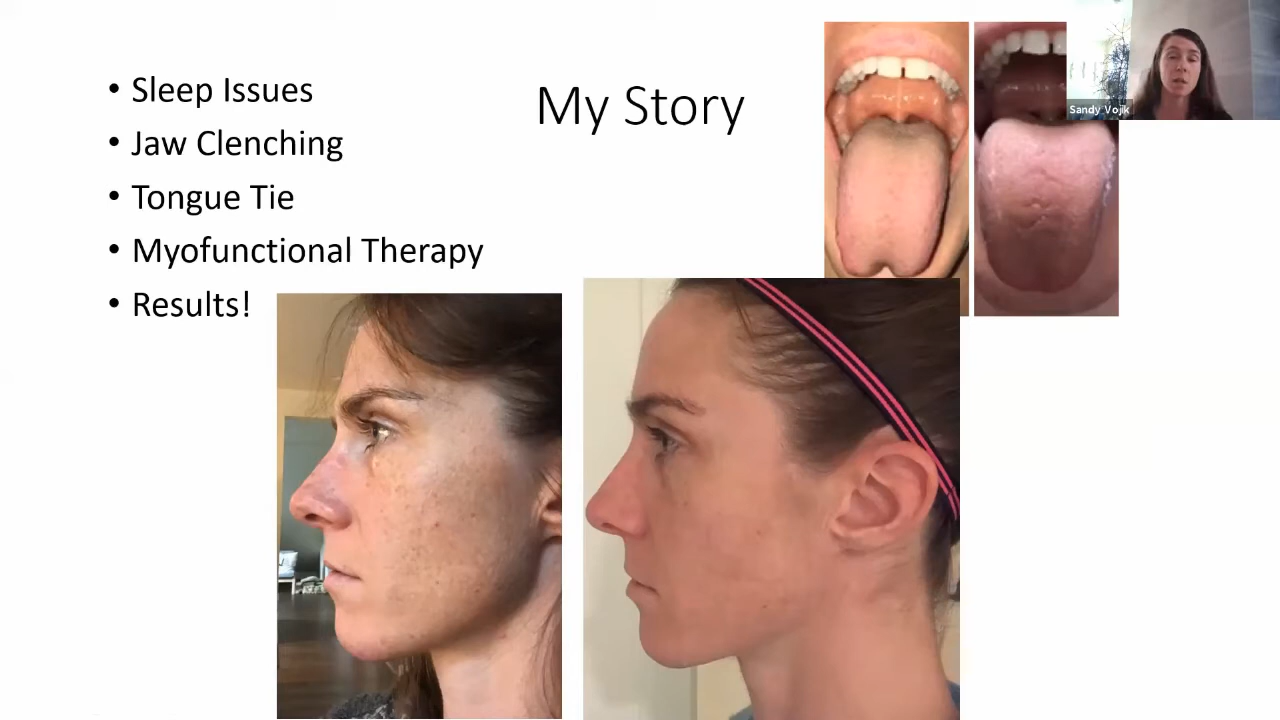 My Story
• Sleep Issues
• Jaw Clenching
• Tongue Tie
• Myofunctional Therapy
• Results!
Sandy Vojik